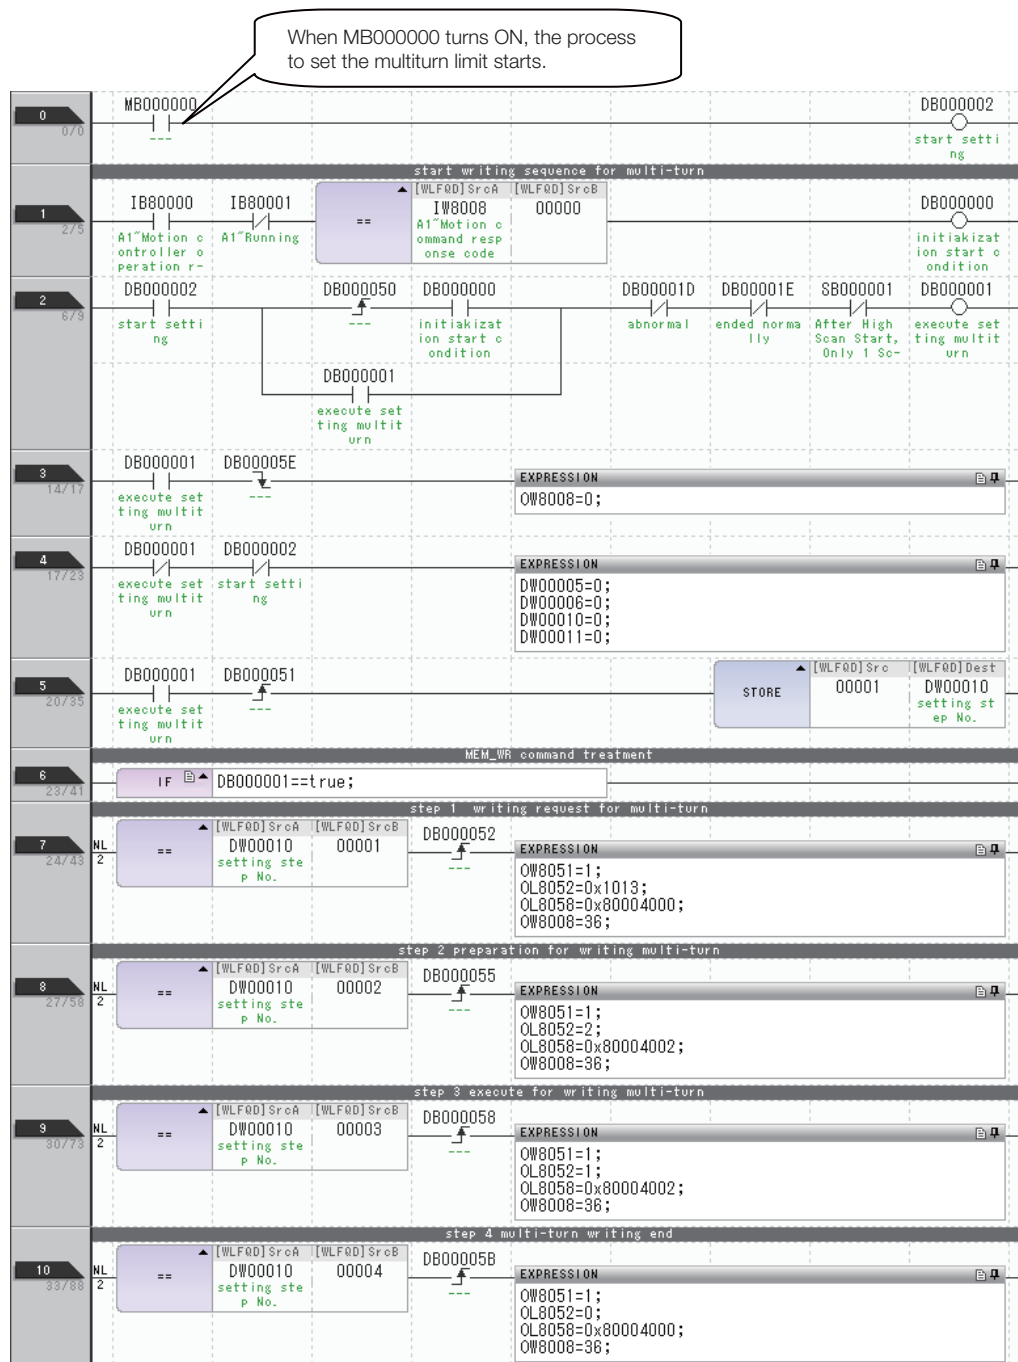 When MB000000 turns ON, the process
to set the multiturn limit starts.
0
0/0
MB000000
---
DB000002
start setti
ng
start writing sequence for multi-turn
1
2/5
IB80000
A1~Motion c
ontroller o
peration r-
IB80001
A1~Running
==
[WLFQD]SrcA
IW8008
A1~Motion c
ommand resp
onse code
[WLFQD]SrcB
00000
DB000000
initiakizat
ion start c
ondition
2
6/9
DB000002
start setti
ng
DB000050
---
DB000000
initiakizat
ion start c
ondition
DB00001D
abnormal
DB00001E
ended norma
lly
SB000001
After High
Scan Start,
Only 1 Sc-
DB000001
execute set
ting multit
urn
DB000001
execute set
ting multit
urn
3
14/17
DB000001
execute set
ting multit
urn
DB00005E
---
EXPRESSION
OW8008=0;
4
17/23
DB000001
execute set
ting multit
urn
DB000002
start setti
ng
EXPRESSION
DW00005=0;
DW00006=0;
DW00010=0;
DW00011=0;
5
20/35
DB000001
execute set
ting multit
urn
DB000051
---
STORE
[WLFQD]Src
00001
[WLFQD]Dest
DW00010
setting st
ep No.
MEM_WR command treatment
6
23/41
IF
DB000001==true;
step 1 writing request for multi-turn
7
24/43
NL
2
==
[WLFQD]SrcA
DW00010
setting ste
p No.
[WLFQD]SrcB
00001
DB000052
---
EXPRESSION
OW8051=1;
OL8052=0x1013;
OL8058=0x80004000;
OW8008=36;
step 2 preparation for writing multi-turn
8
27/58
NL
2
==
[WLFQD]SrcA
DW00010
setting ste
p No.
[WLFQD]SrcB
00002
DB000055
---
EXPRESSION
OW8051=1;
OL8052=2;
OL8058=0x80004002;
OW8008=36;
step 3 execute for writing multi-turn
9
30/73
NL
2
==
[WLFQD]SrcA
DW00010
setting ste
p No.
[WLFQD]SrcB
00003
DB000058
---
EXPRESSION
OW8051=1;
OL8052=1;
OL8058=0x80004002;
OW8008=36;
step 4 multi-turn writing end
10
33/88
NL
2
==
[WLFQD]SrcA
DW00010
setting ste
p No.
[WLFQD]SrcB
00004
DB00005B
---
EXPRESSION
OW8051=1;
OL8052=0;
OL8058=0x80004000;
OW8008=36;